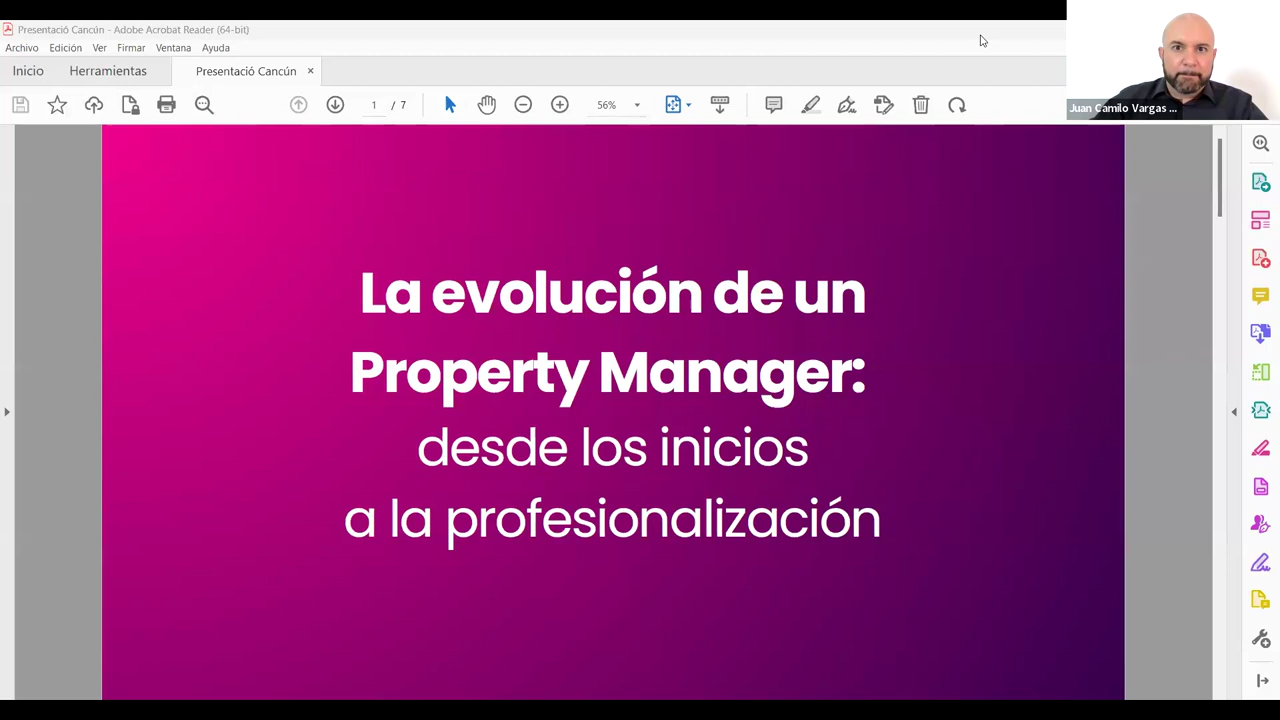 Presentació Cancún - Adobe Acrobat Reader (64-bit)
Archivo Edición Ver Firmar Ventana Ayuda
Inicio Herramientas Presentació Cancún ×
1 / 7 56%
Juan Camilo Vargas ...
La evolución de un
Property Manager:
desde los inicios
a la profesionalización